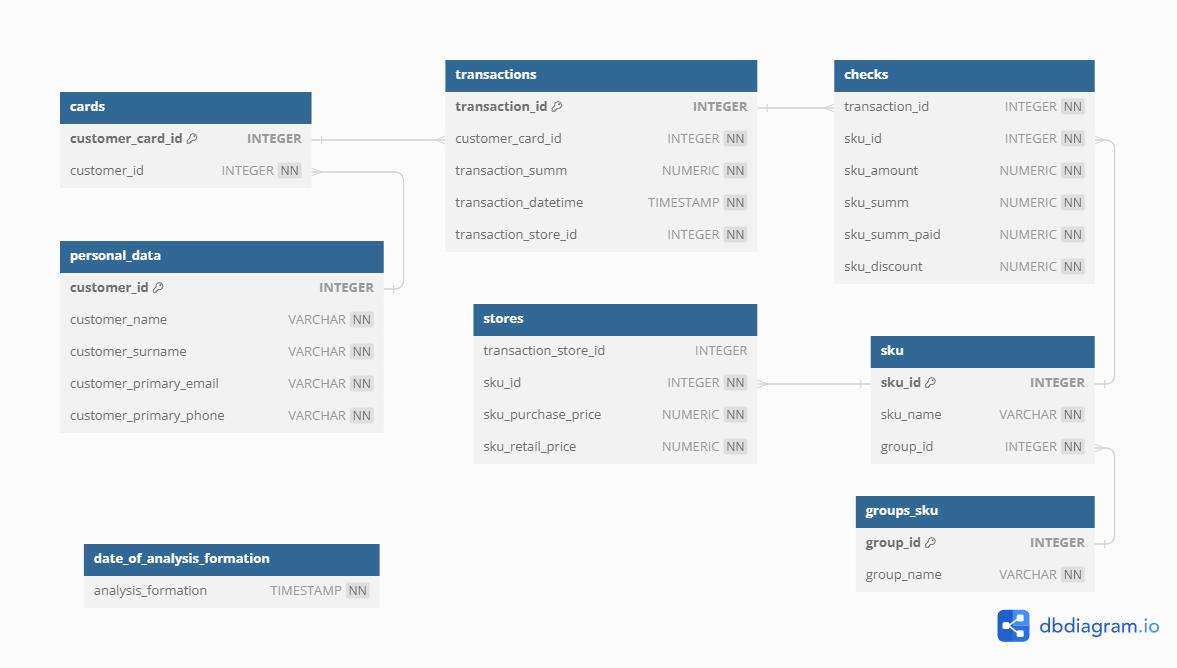 cards
customer_card_id INTEGER
customer_id INTEGER NN
personal_data
customer_id INTEGER
customer_name VARCHAR NN
customer_surname VARCHAR NN
customer_primary_email VARCHAR NN
customer_primary_phone VARCHAR NN
date_of_analysis_formation
analysis_formation TIMESTAMP NN
transactions
transaction_id INTEGER
customer_card_id INTEGER NN
transaction_summ NUMERIC NN
transaction_datetime TIMESTAMP NN
transaction_store_id INTEGER NN
stores
transaction_store_id INTEGER
sku_id INTEGER NN
sku_purchase_price NUMERIC NN
sku_retail_price NUMERIC NN
checks
transaction_id INTEGER NN
sku_id INTEGER NN
sku_amount NUMERIC NN
sku_summ NUMERIC NN
sku_summ_paid NUMERIC NN
sku_discount NUMERIC NN
sku
sku_id INTEGER
sku_name VARCHAR NN
group_id INTEGER NN
groups_sku
group_id INTEGER
group_name VARCHAR NN
dbdiagram.io